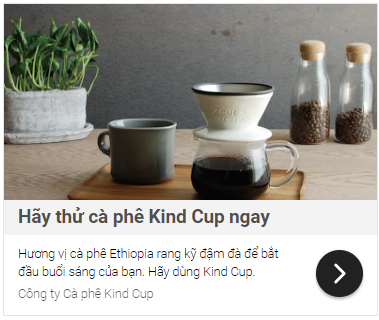 Hãy thử cà phê Kind Cup ngay
Hương vị cà phê Ethiopia rang kỹ đậm đà để bắt
đầu buổi sáng của bạn. Hãy dùng Kind Cup.
Công ty Cà phê Kind Cup